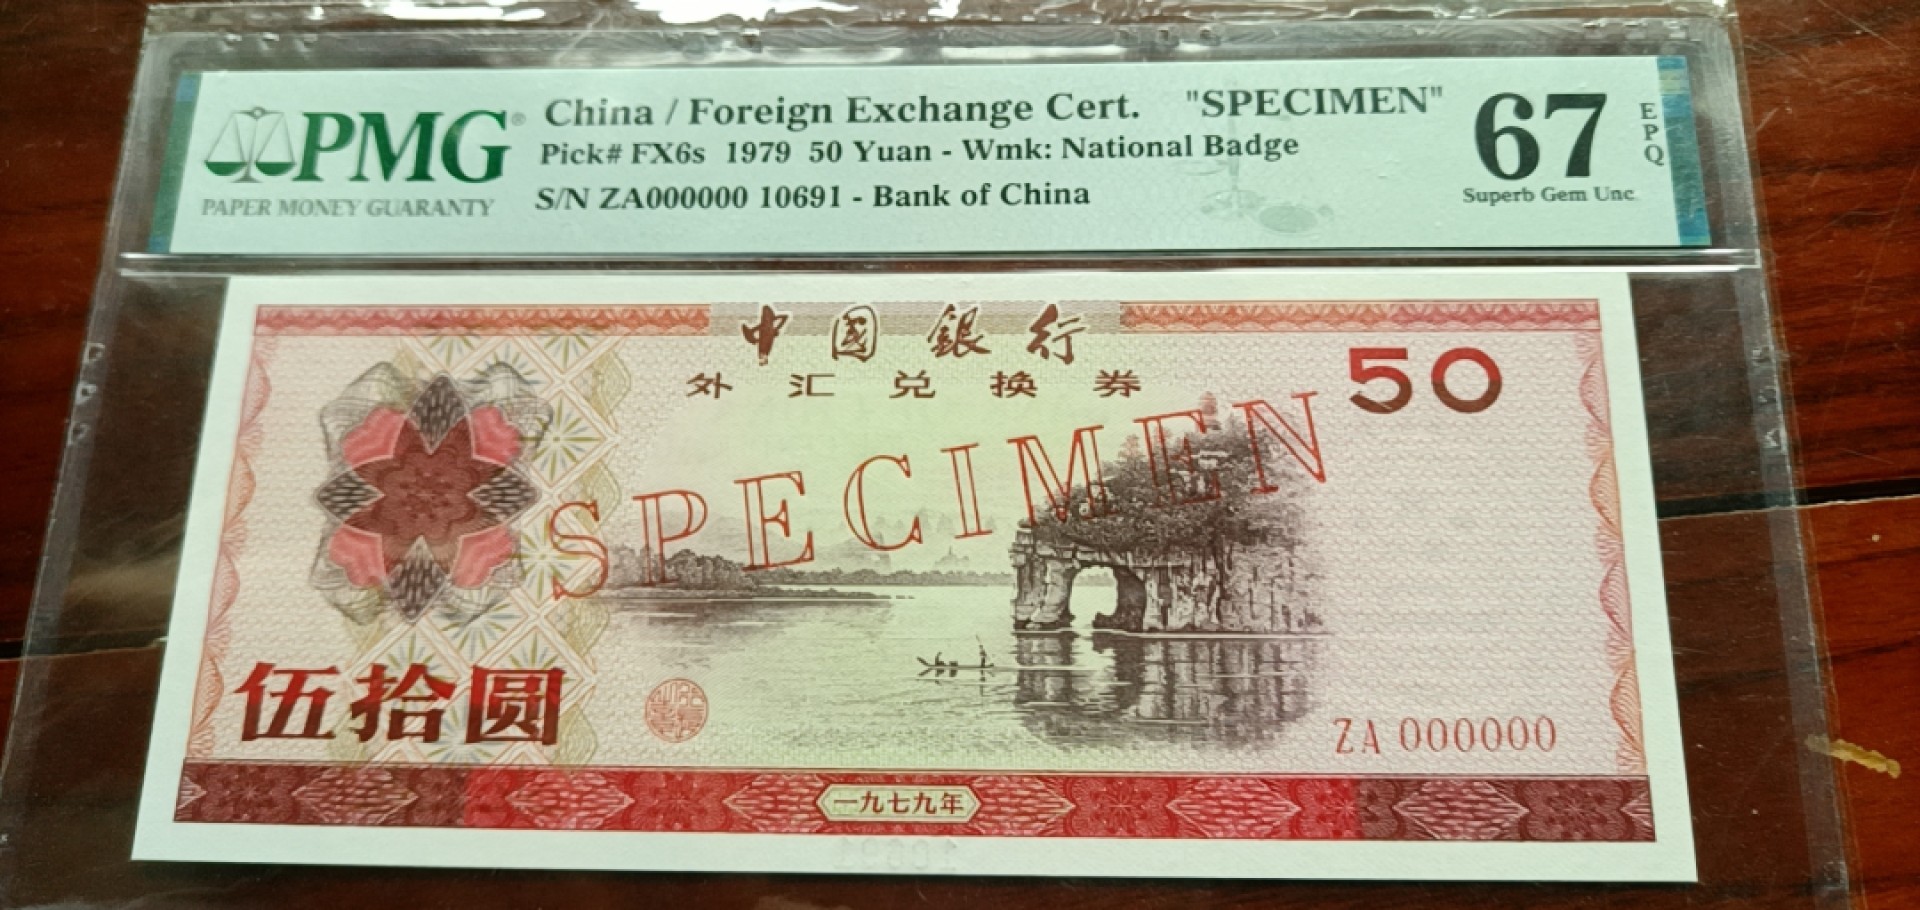 PMG®
PAPER MONEY GUARANTY
China / Foreign Exchange Cert. "SPECIMEN"
Pick# FX6s 1979 50 Yuan - Wmk: National Badge
S/N ZA000000 10691 - Bank of China
67
EPQ
Superb Gem Unc
中國銀行
外汇兑换券
50
SPECIMEN
伍拾圆
ZA 000000
一九七九年